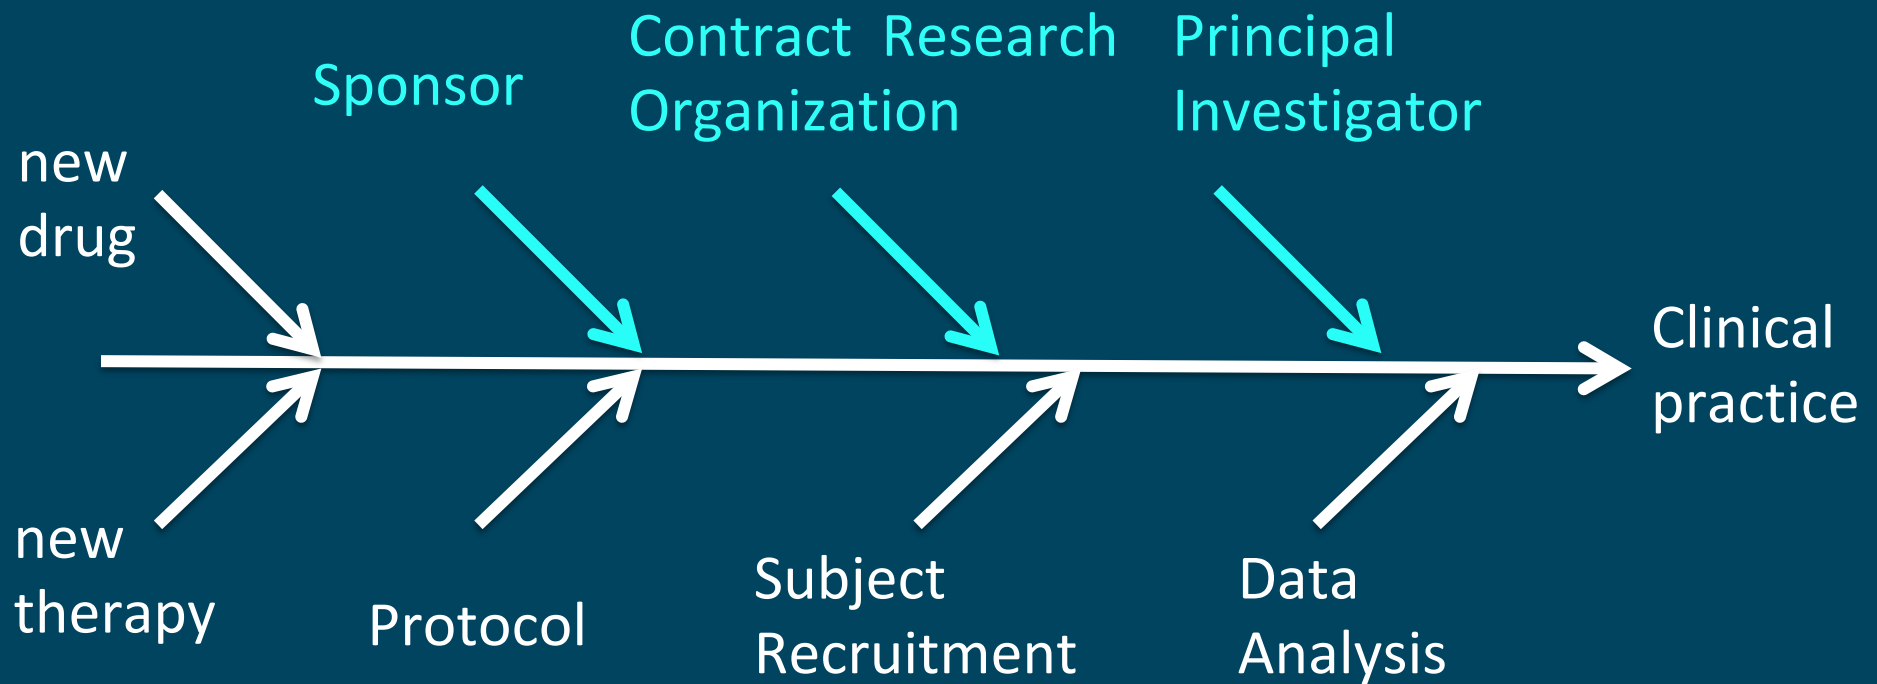 new
drug
Sponsor
Contract Research
Organization
Principal
Investigator
Clinical
practice
new
therapy
Protocol
Subject
Recruitment
Data
Analysis